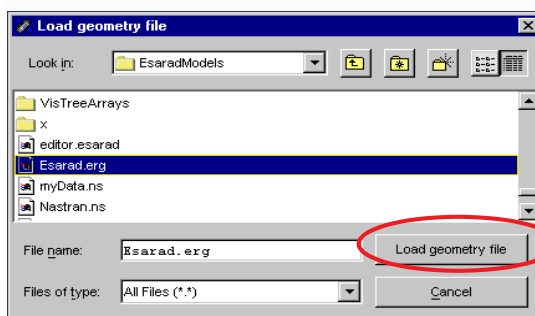 Load geometry file
Look in: EsaradModels
VisTreeArrays
x
editor.esarad
Esarad.erg
myData.ns
Nastran.ns
File name: Esarad.erg Load geometry file
Files of type: All Files (*.*) Cancel